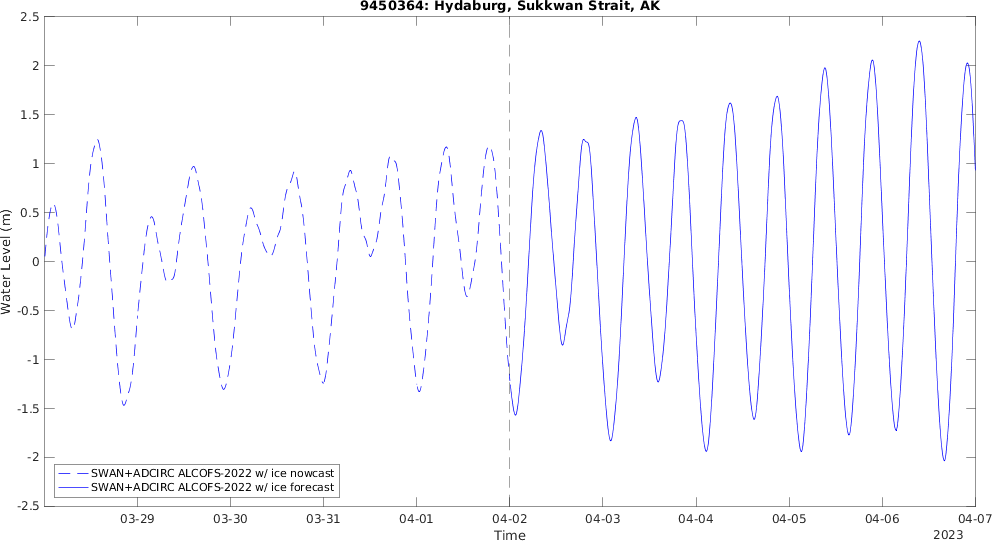 9450364: Hydaburg, Sukkwan Strait, AK
2.5
2
1.5
1
0.5
0
-0.5
-1
-1.5
-2
-2.5
Water Level (m)
SWAN+ADCIRC ALCOFS-2022 w/ ice nowcast
SWAN+ADCIRC ALCOFS-2022 w/ ice forecast
03-29 03-30 03-31 04-01 04-02 04-03 04-04 04-05 04-06 04-07
Time
2023